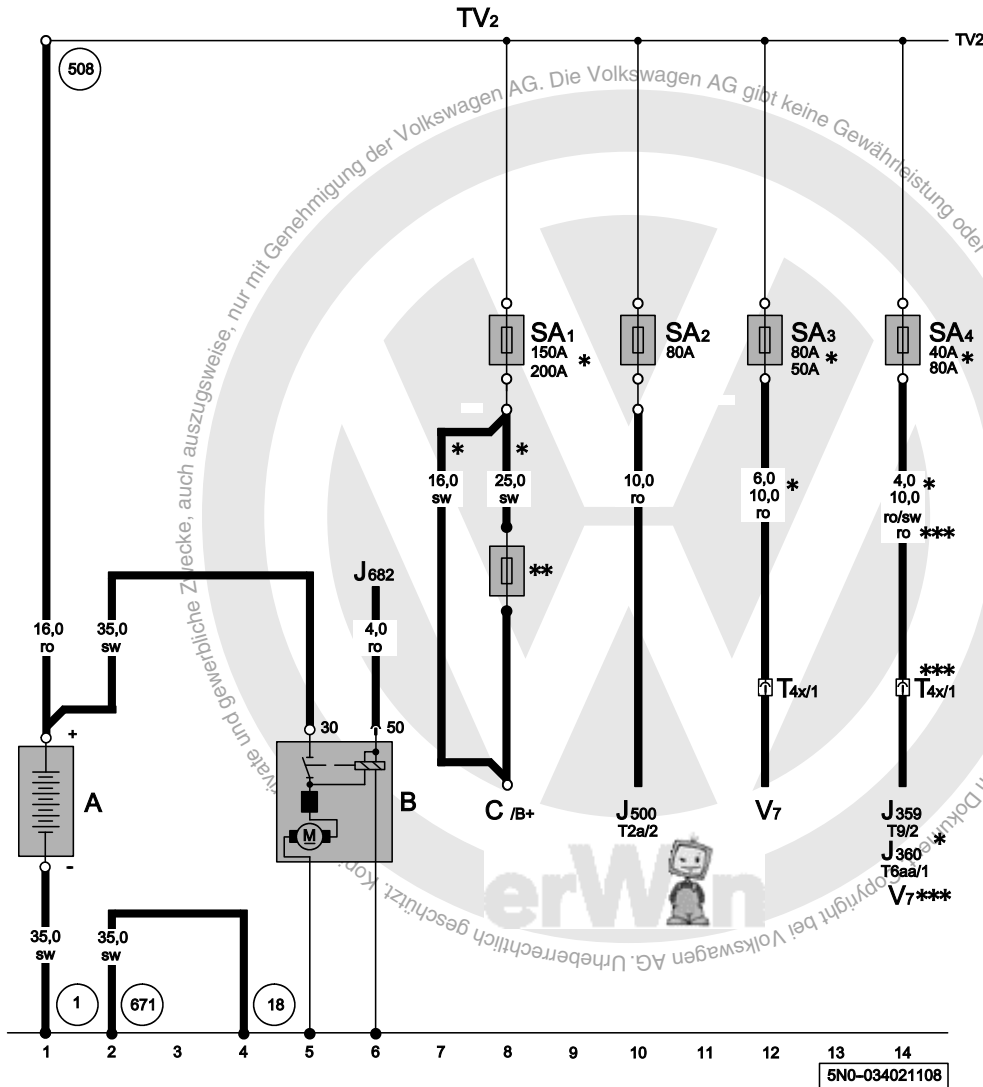 TV2
TV2
508
Die Volkswagen AG gibt keine Gewährleistung oder
nur mit Genehmigung der Volkswagen AG.
auch auszugsweise,
ivate und gewerbliche Zwecke,
SA1
150A
200A *
SA2
80A
SA3
80A *
50A
SA4
40A *
80A
*
*
16,0
sw
25,0
sw
10,0
ro
6,0 *
10,0
ro
4,0 *
10,0
ro/sw
ro ***
**
J682
16,0
ro
35,0
sw
4,0
ro
***
T4x/1
T4x/1
+
30
50
A
B
M
-
C /B+
J500
T2a/2
V7
J359
T9/2
J360 *
T6aa/1
V7 ***
erWin
Copyright bei Volkswagen AG.
Urheberrechtlich geschützt.
35,0
sw
35,0
sw
1
671
18
1 2 3 4 5 6 7 8 9 10 11 12 13 14
5N0-034021108